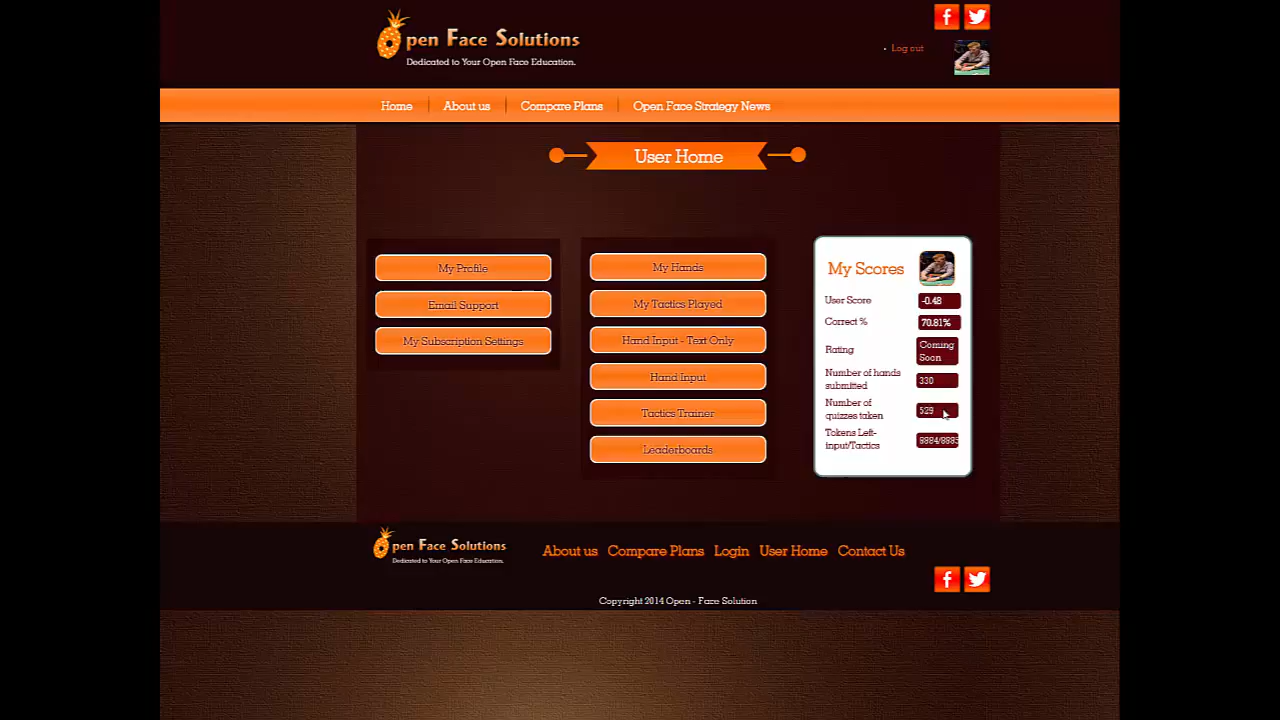 Open Face Solutions
Dedicated to Your Open Face Education.
Log out
Home
About us
Compare Plans
Open Face Strategy News
User Home
My Profile
Email Support
My Subscription Settings
My Hands
My Tactics Played
Hand Input - Text Only
Hand Input
Tactics Trainer
Leaderboards
My Scores
User Score
-0.48
Correct %
70.81%
Rating
Coming
Soon
Number of hands
submitted
330
Number of
quizzes taken
529
Tokens Left-
input/Tactics
Open Face Solutions
Dedicated to Your Open Face Education.
About us
Compare Plans
Login
User Home
Contact Us
Copyright 2014 Open - Face Solution